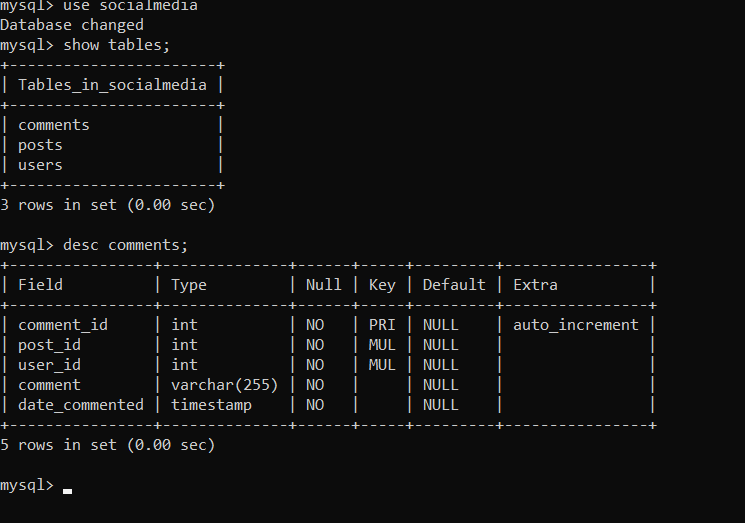 mysql> use socialmedia
Database changed
mysql> show tables;
+-----------------------+
| Tables_in_socialmedia |
+-----------------------+
| comments              |
| posts                 |
| users                 |
+-----------------------+
3 rows in set (0.00 sec)
mysql> desc comments;
+----------------+--------------+------+-----+---------+----------------+
| Field          | Type         | Null | Key | Default | Extra          |
+----------------+--------------+------+-----+---------+----------------+
| comment_id     | int          | NO   | PRI | NULL    | auto_increment |
| post_id        | int          | NO   | MUL | NULL    |                |
| user_id        | int          | NO   | MUL | NULL    |                |
| comment        | varchar(255) | NO   |     | NULL    |                |
| date_commented | timestamp    | NO   |     | NULL    |                |
+----------------+--------------+------+-----+---------+----------------+
5 rows in set (0.00 sec)
mysql>